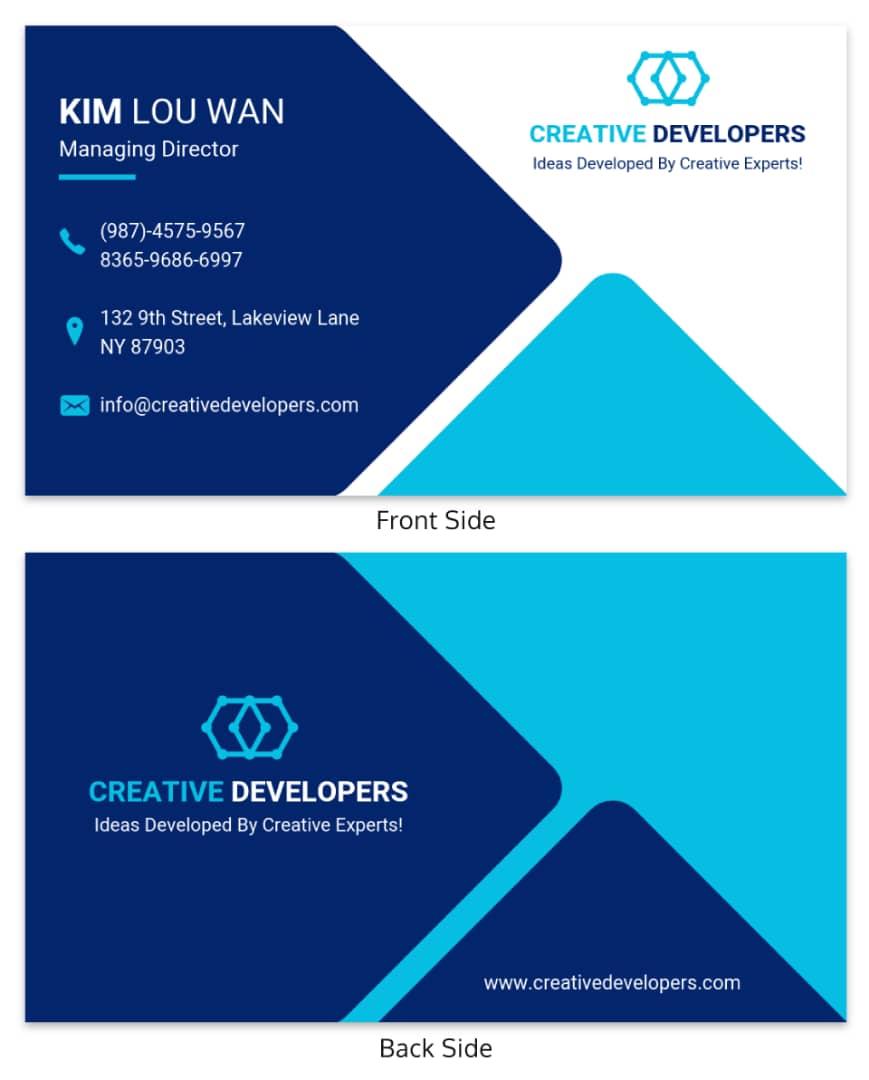 KIM LOU WAN
Managing Director
(987)-4575-9567
8365-9686-6997
132 9th Street, Lakeview Lane
NY 87903
info@creativedevelopers.com
CREATIVE DEVELOPERS
Ideas Developed By Creative Experts!
Front Side
CREATIVE DEVELOPERS
Ideas Developed By Creative Experts!
www.creativedevelopers.com
Back Side